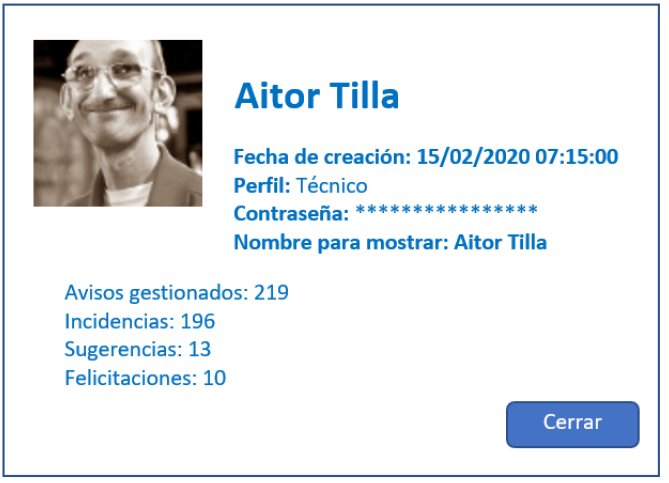 Aitor Tilla
Fecha de creación: 15/02/2020 07:15:00
Perfil: Técnico
Contraseña: ****************
Nombre para mostrar: Aitor Tilla
Avisos gestionados: 219
Incidencias: 196
Sugerencias: 13
Felicitaciones: 10
Cerrar